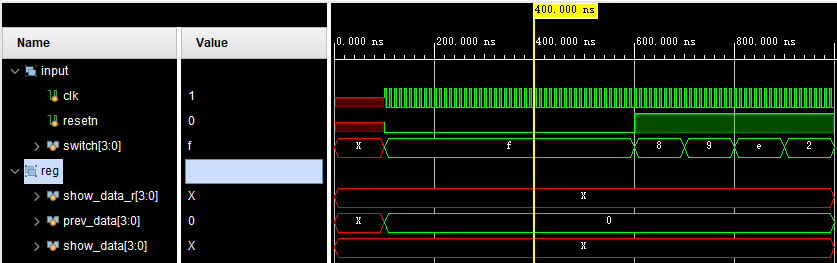 400.000 ns
Name Value
0.000 ns 200.000 ns 400.000 ns 600.000 ns 800.000 ns
input
clk 1
resetn 0
switch[3:0] f X f 8 9 e 2
reg
show_data_r[3:0] X X
prev_data[3:0] 0 X 0
show_data[3:0] X X